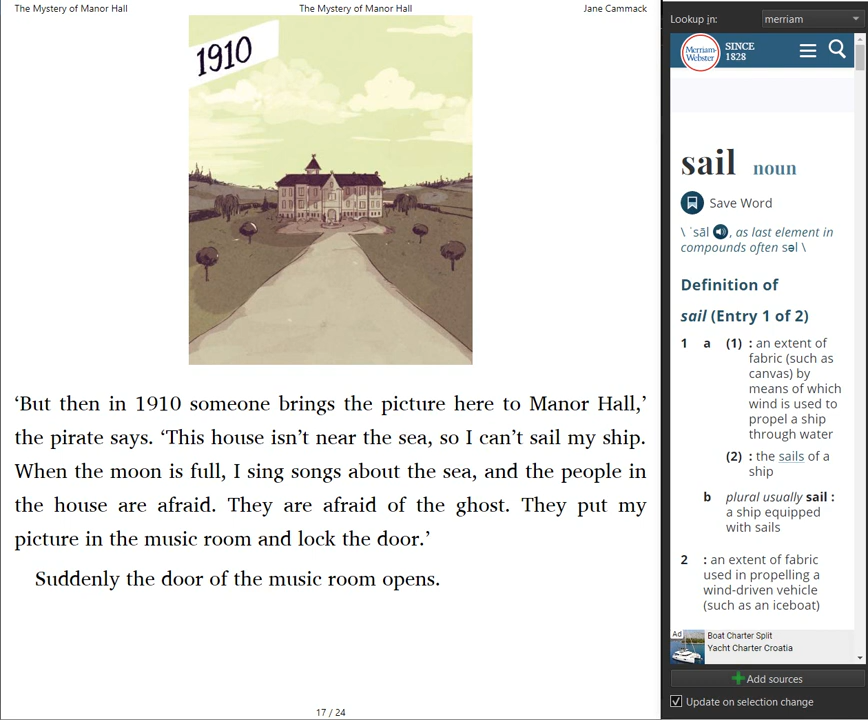 The Mystery of Manor Hall
The Mystery of Manor Hall
Jane Cammack
1910
‘But then in 1910 someone brings the picture here to Manor Hall,’
the pirate says. ‘This house isn’t near the sea, so I can’t sail my ship.
When the moon is full, I sing songs about the sea, and the people in
the house are afraid. They are afraid of the ghost. They put my
picture in the music room and lock the door.’
Suddenly the door of the music room opens.
17 / 24
Lookup in:
merriam
Merriam-
Webster
SINCE
1828
sail noun
Save Word
\ ˈsāl , as last element in
compounds often səl \
Definition of
sail (Entry 1 of 2)
1 a (1) : an extent of
fabric (such as
canvas) by
means of which
wind is used to
propel a ship
through water
(2) : the sails of a
ship
b plural usually sail :
a ship equipped
with sails
2 : an extent of fabric
used in propelling a
wind-driven vehicle
(such as an iceboat)
Ad
Boat Charter Split
Yacht Charter Croatia
Add sources
Update on selection change